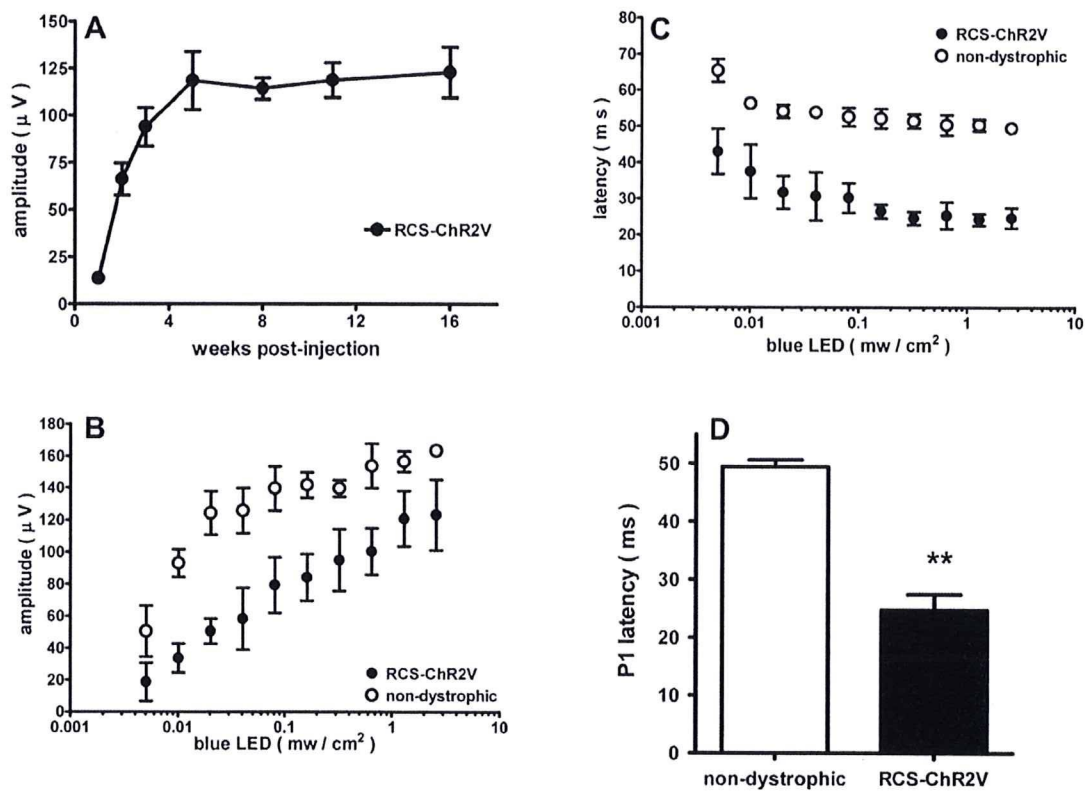 A
amplitude ( μ V )
150
125
100
75
50
25
0
0 4 8 12 16
weeks post-injection
RCS-ChR2V
C
RCS-ChR2V
non-dystrophic
latency ( m s )
80
70
60
50
40
30
20
10
0
0.001 0.01 0.1 1 10
blue LED ( mw / cm²)
B
amplitude ( μ V )
180
160
140
120
100
80
60
40
20
0
RCS-ChR2V
non-dystrophic
0.001 0.01 0.1 1 10
blue LED ( mw / cm²)
D
P1 latency ( ms )
50
40
30
20
10
0
**
non-dystrophic RCS-ChR2V